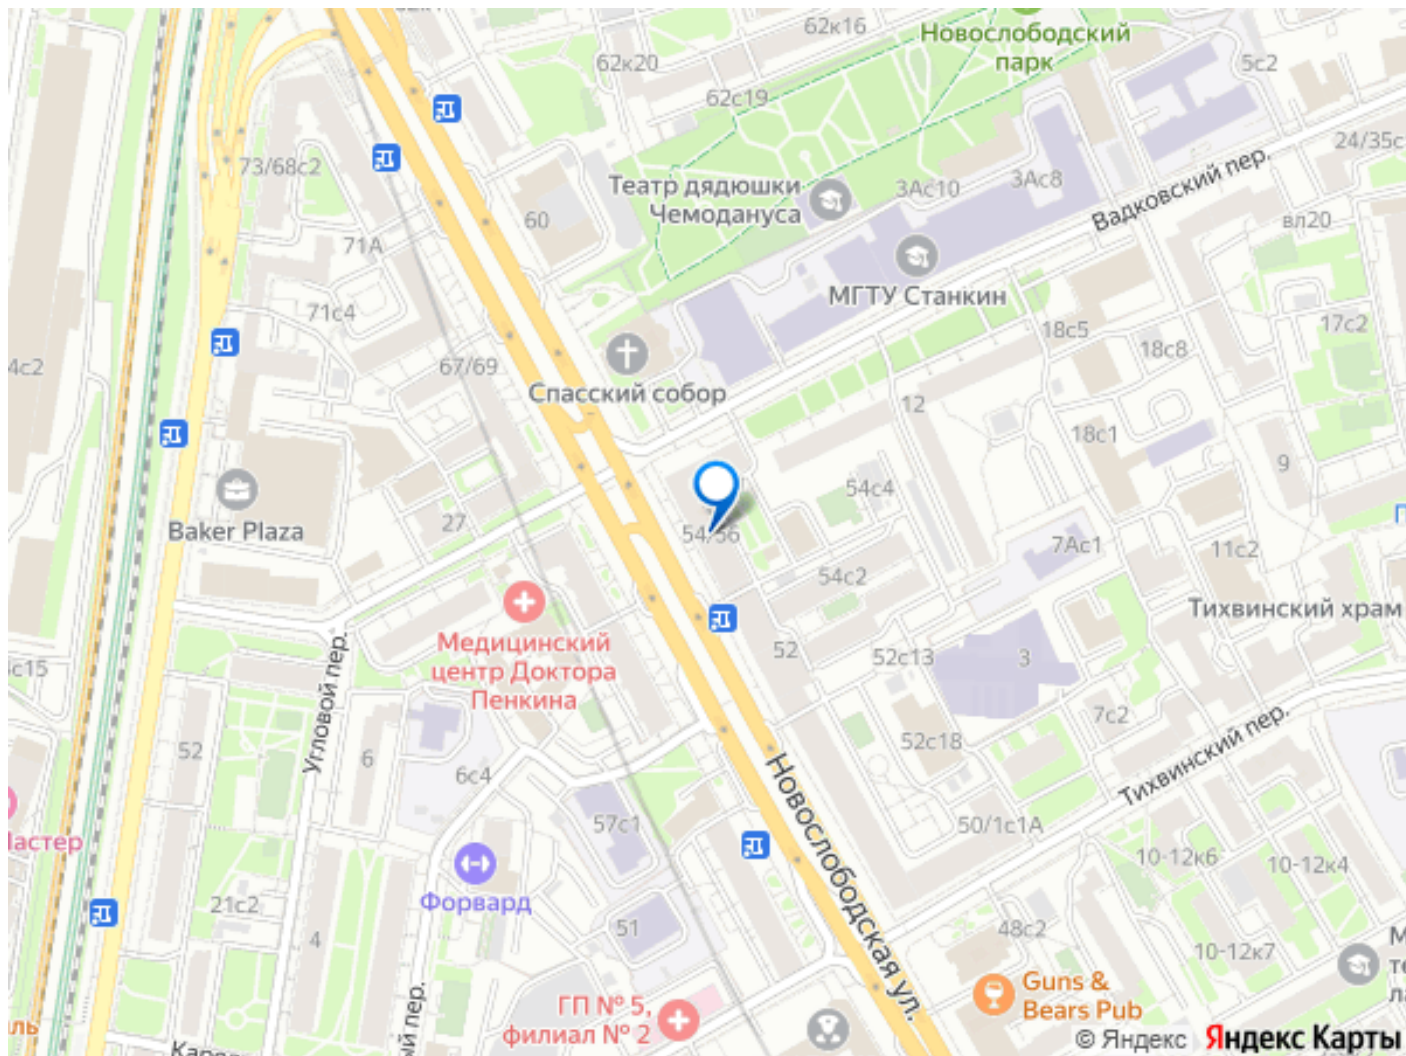 62к16
Новослободский
парк
62к20
5с2
62с19
24/35с
73/68с2
Театр дядюшки
Чемодануса
3Ас10
3Ас8
Вадковский пер.
60
вл20
71А
МГТУ Станкин
71с4
18с5
17с2
18с8
4с2
67/69
Спасский собор
12
18с1
9
54с4
Baker Plaza
27
54/56
7Ас1
11с2
54с2
Тихвинский храм
Медицинский
центр Доктора
Пенкина
52
52с13
3
с15
Угловой пер.
7с2
52
6
52с18
6с4
Тихвинский пер.
Новослободская ул.
57с1
50/1с1А
10-12к6
10-12к4
Мастер
Форвард
21с2
4
51
48с2
10-12к7
Guns &
Bears Pub
ГП № 5,
филиал № 2
ый пер.
© Яндекс
Яндекс Карты